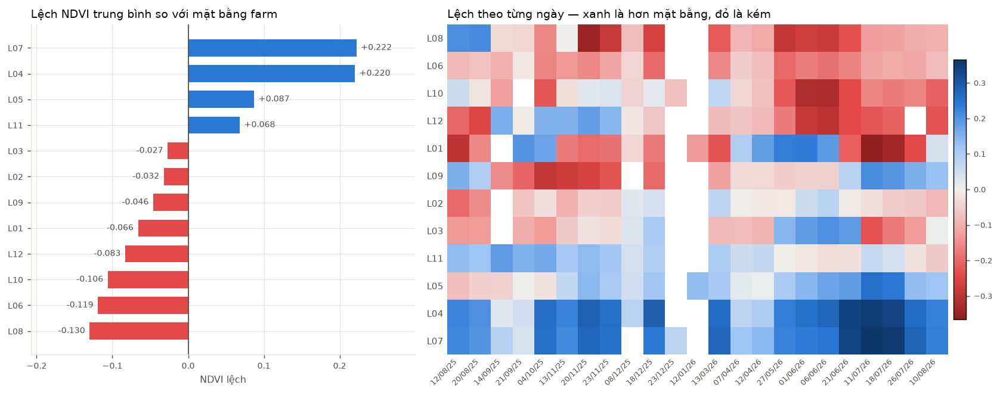 Lệch NDVI trung bình so với mặt bằng farm
L07
+0.222
L04
+0.220
L05
+0.087
L11
+0.068
L03
-0.027
L02
-0.032
L09
-0.046
L01
-0.066
L12
-0.083
L10
-0.106
L06
-0.119
L08
-0.130
−0.2
−0.1
0.0
0.1
0.2
NDVI lệch
Lệch theo từng ngày — xanh là hơn mặt bằng, đỏ là kém
L08
L06
L10
L12
L01
L09
L02
L03
L11
L05
L04
L07
12/08/25
20/08/25
14/09/25
21/09/25
04/10/25
13/11/25
20/11/25
23/11/25
08/12/25
18/12/25
23/12/25
12/01/26
13/03/26
07/04/26
12/04/26
27/05/26
01/06/26
06/06/26
21/06/26
11/07/26
18/07/26
26/07/26
10/08/26
0.3
0.2
0.1
0.0
−0.1
−0.2
−0.3